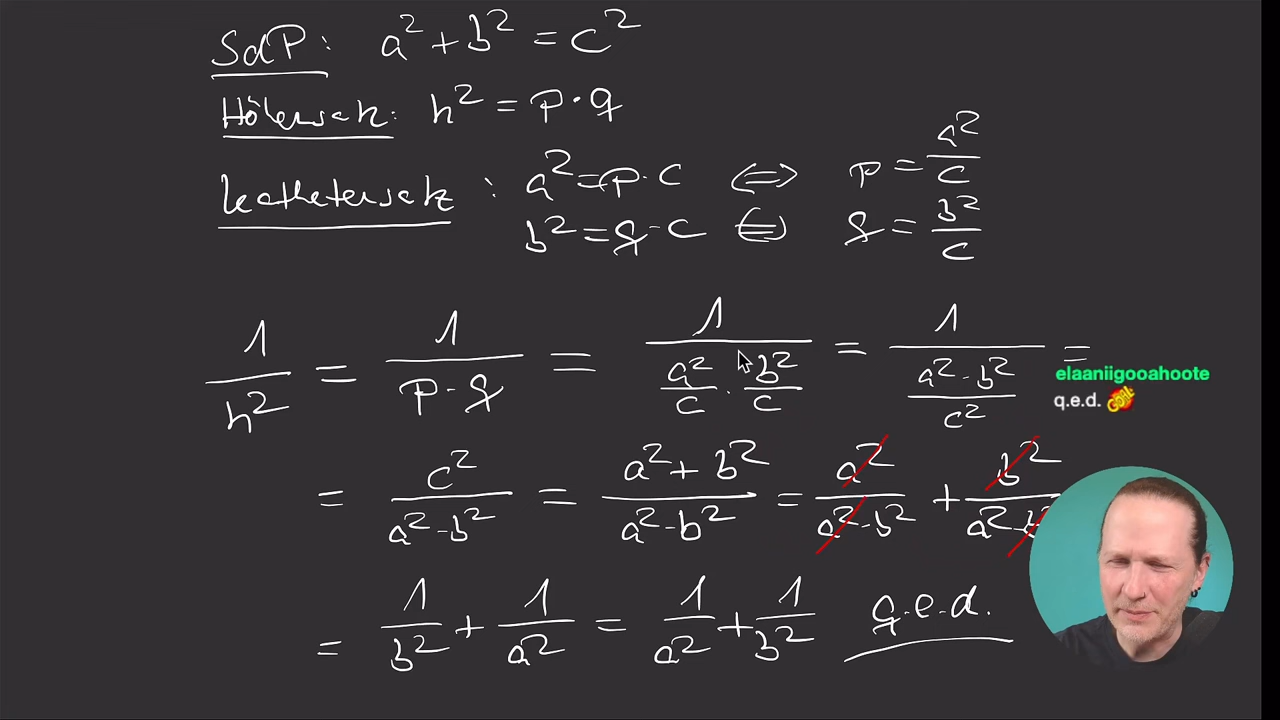 SdP: a² + b² = c²
Höhensatz: h² = p · q
Kathetensatz: a² = p · c ⇔ p = a²/c
b² = q · c ⇔ q = b²/c
1/h² = 1/(p · q) = 1/(a²/c · b²/c) = 1/((a² · b²)/c²) =
elaaniigooahoote
q.e.d. GOAL
= c²/(a² · b²) = (a² + b²)/(a² · b²) = a²/(a² · b²) + b²/(a² · b²)
= 1/b² + 1/a² = 1/a² + 1/b² q.e.d.